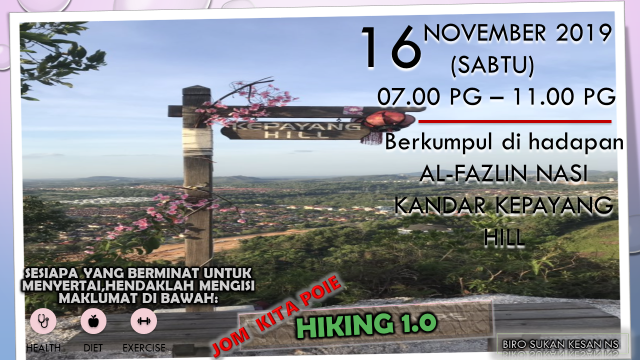 16 NOVEMBER 2019
(SABTU)
07.00 PG – 11.00 PG
Berkumpul di hadapan
AL-FAZLIN NASI
KANDAR KEPAYANG
HILL
KEPAYANG
HILL
SESIAPA YANG BERMINAT UNTUK
MENYERTAI,HENDAKLAH MENGISI
MAKLUMAT DI BAWAH:
HEALTH DIET EXERCISE
JOM KITA POIE
HIKING 1.0
BIRO SUKAN KESAN NS